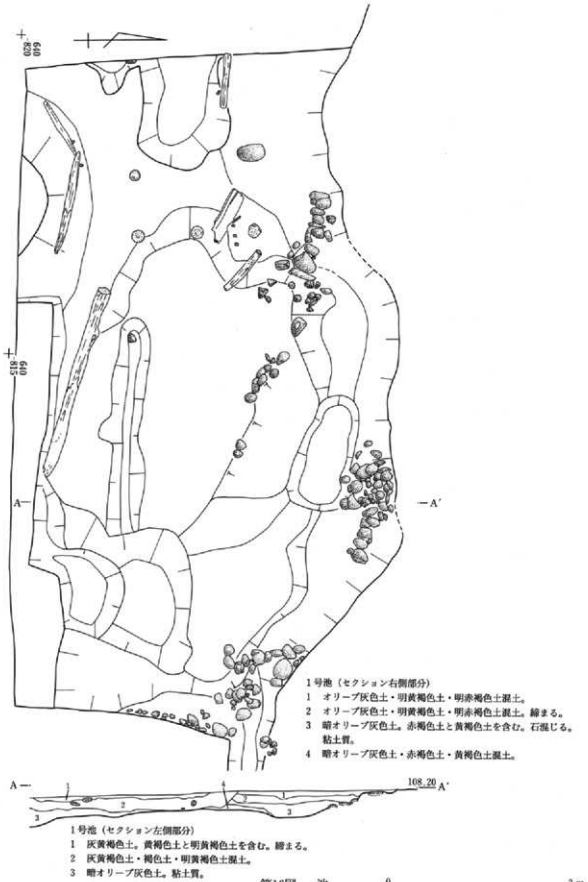 640
820
640
815
A
A'
1号池(セクション右側部分)
1 オリーブ灰色土・明黄褐色土・明赤褐色土混土。
2 オリーブ灰色土・明黄褐色土・明赤褐色土混土。締まる。
3 暗オリーブ灰色土。赤褐色土と黄褐色土を含む。石混じる。
粘土質。
4 暗オリーブ灰色土・赤褐色土・黄褐色土混土。
A 108.20 A'
1
4
1
3
2
3
1号池(セクション左側部分)
1 灰黄褐色土。黄褐色土と明黄褐色土を含む。締まる。
2 灰黄褐色土・褐色土・明黄褐色土混土。
3 暗オリーブ灰色土。粘土質。